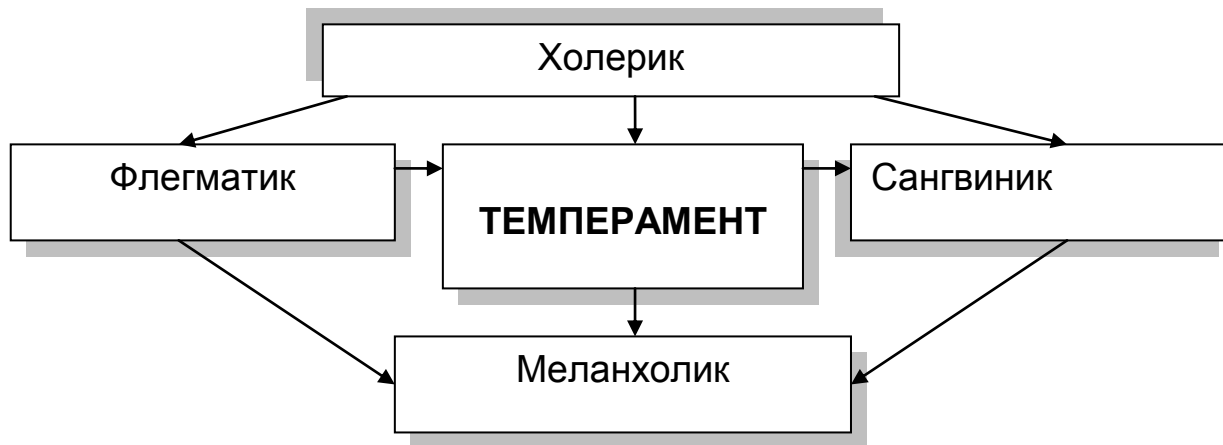 Холерик
Флегматик
ТЕМПЕРАМЕНТ
Сангвиник
Меланхолик